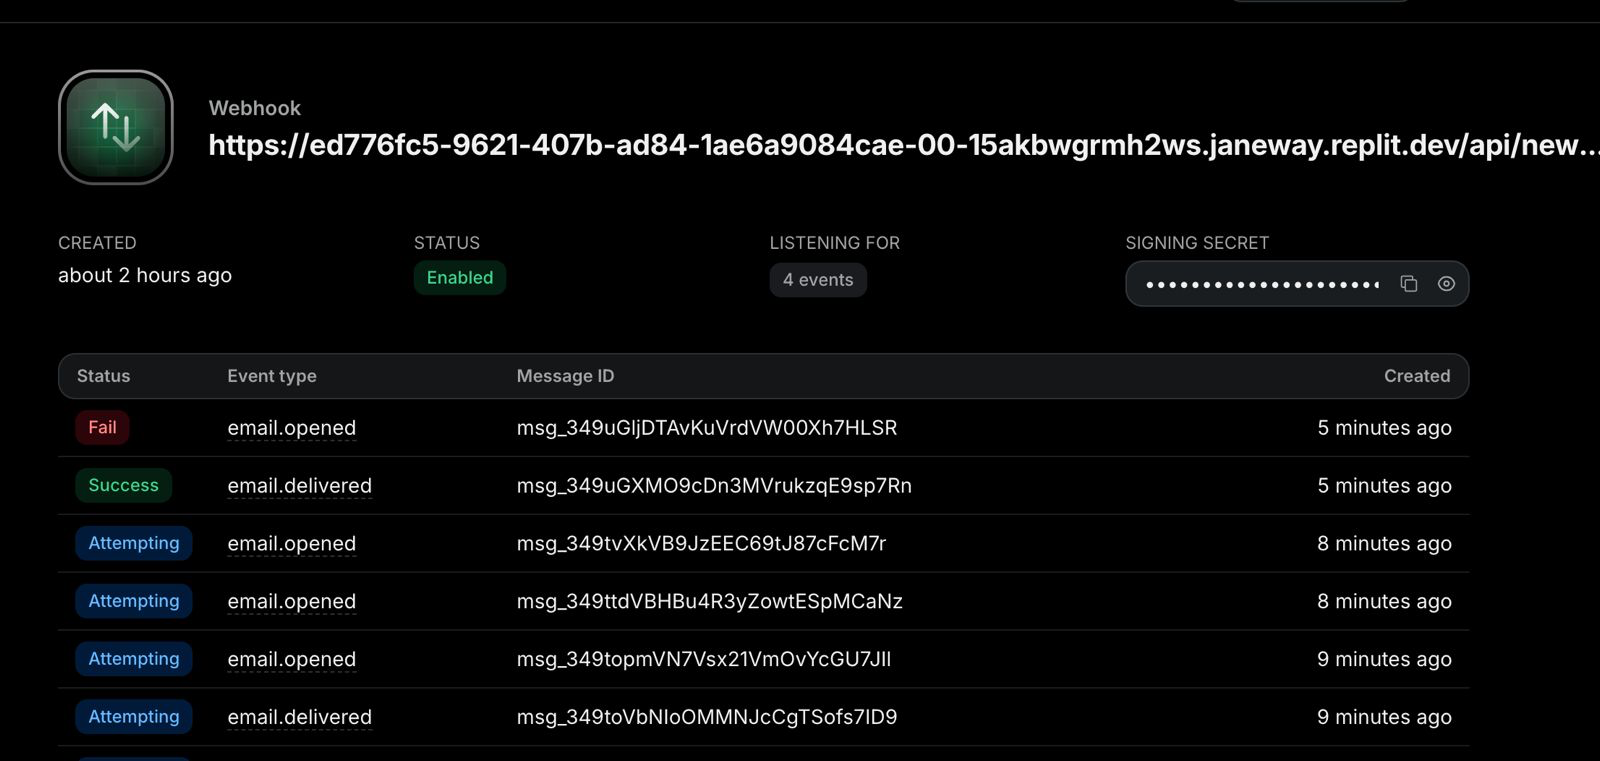 Webhook
https://ed776fc5-9621-407b-ad84-1ae6a9084cae-00-15akbwgrmh2ws.janeway.replit.dev/api/new...
CREATED STATUS LISTENING FOR SIGNING SECRET
about 2 hours ago Enabled 4 events ••••••••••••••••••••
Status Event type Message ID Created
Fail email.opened msg_349uGljDTAvKuVrdVW00Xh7HLSR 5 minutes ago
Success email.delivered msg_349uGXMO9cDn3MVrukzqE9sp7Rn 5 minutes ago
Attempting email.opened msg_349tvXkVB9JzEEC69tJ87cFcM7r 8 minutes ago
Attempting email.opened msg_349ttdVBHBu4R3yZowtESpMCaNz 8 minutes ago
Attempting email.opened msg_349topmVN7Vsx21VmOvYcGU7JIl 9 minutes ago
Attempting email.delivered msg_349toVbNIoOMMNJcCgTSofs7ID9 9 minutes ago